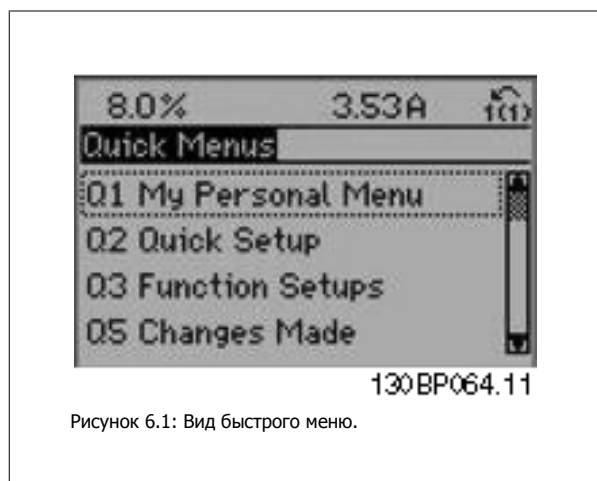 8.0% 3.53A 1(1)
Quick Menus
Q1 My Personal Menu
Q2 Quick Setup
Q3 Function Setups
Q5 Changes Made
130BP064.11
Рисунок 6.1: Вид быстрого меню.